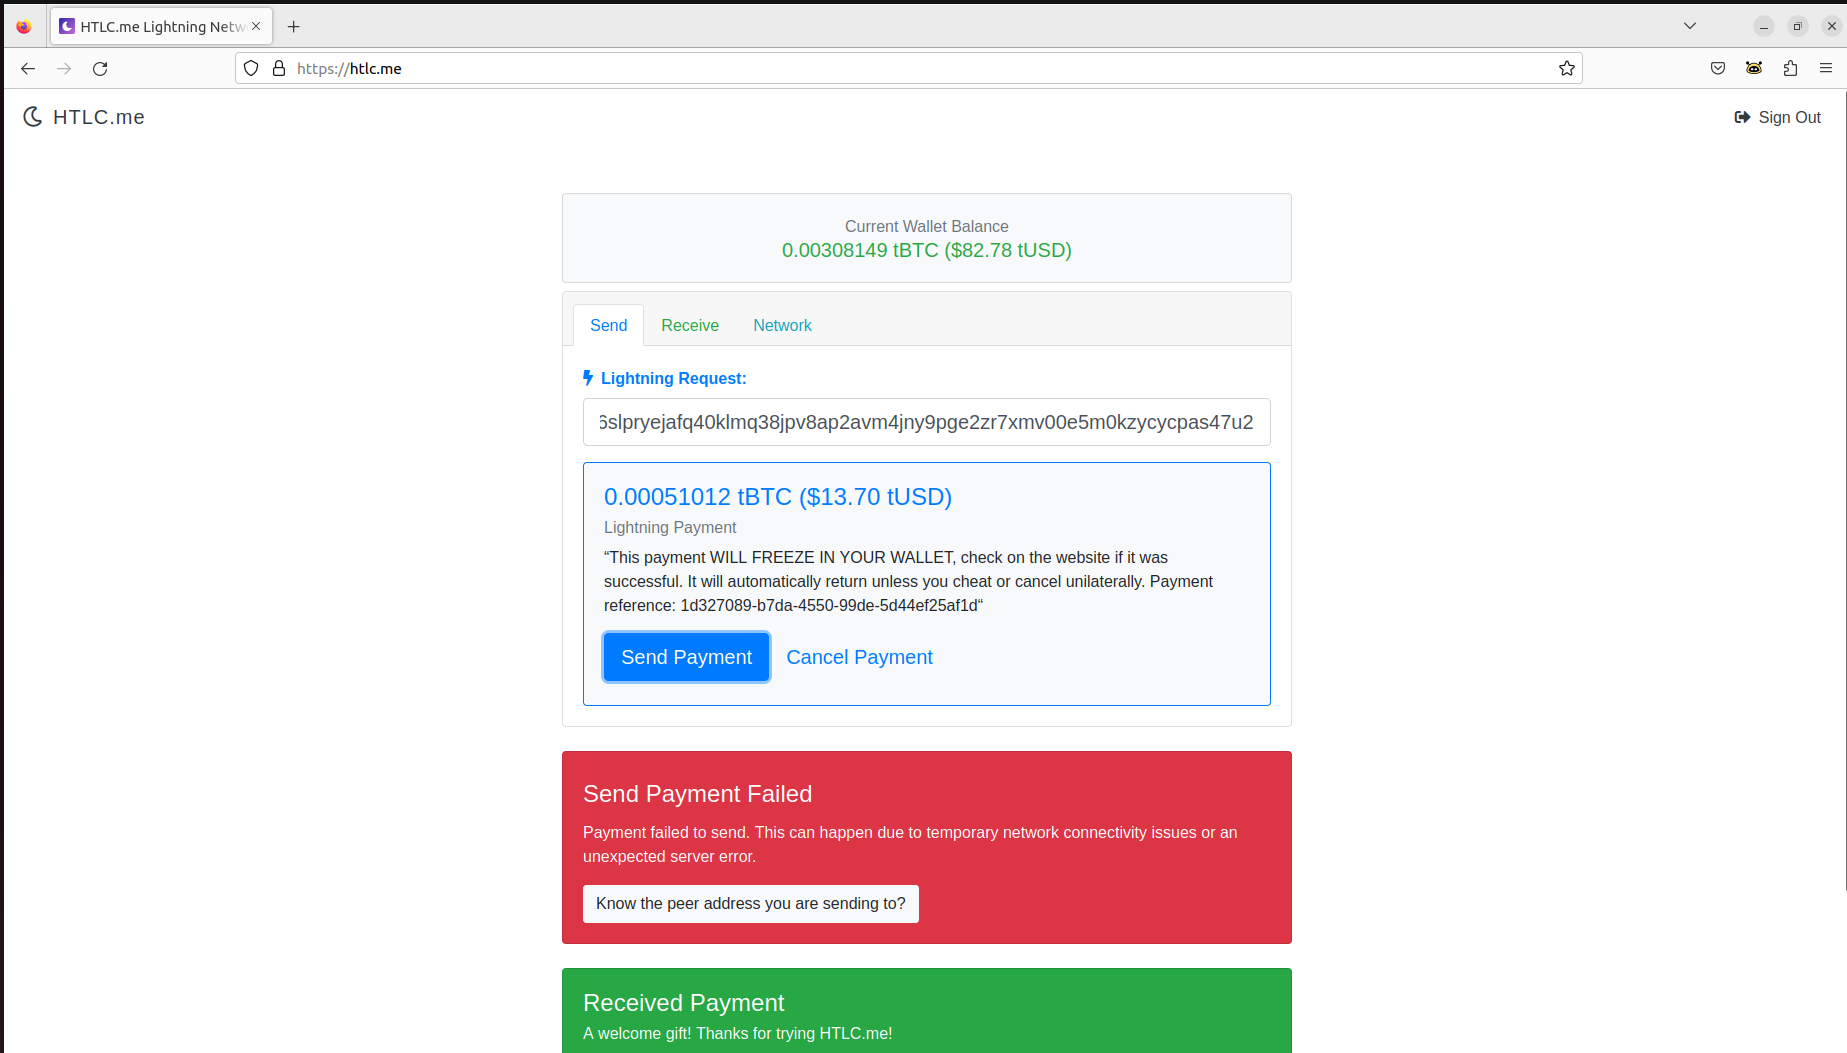 HTLC.me Lightning Netw
https://htlc.me
HTLC.me
Sign Out
Current Wallet Balance
0.00308149 tBTC ($82.78 tUSD)
Send Receive Network
Lightning Request:
6slpryejafq40klmq38jpv8ap2avm4jny9pge2zr7xmv00e5m0kzycycpas47u2
0.00051012 tBTC ($13.70 tUSD)
Lightning Payment
“This payment WILL FREEZE IN YOUR WALLET, check on the website if it was
successful. It will automatically return unless you cheat or cancel unilaterally. Payment
reference: 1d327089-b7da-4550-99de-5d44ef25af1d“
Send Payment Cancel Payment
Send Payment Failed
Payment failed to send. This can happen due to temporary network connectivity issues or an
unexpected server error.
Know the peer address you are sending to?
Received Payment
A welcome gift! Thanks for trying HTLC.me!